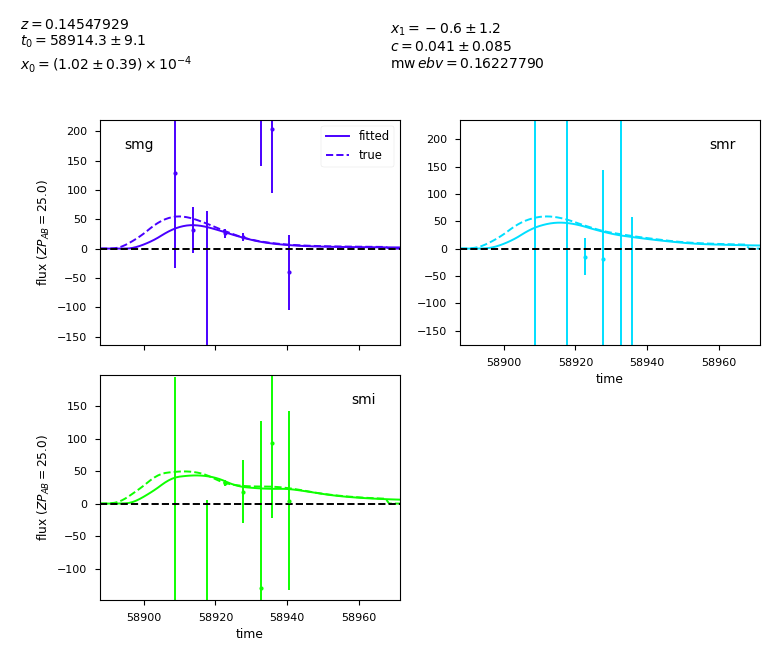 z = 0.14547929
t₀ = 58914.3 ± 9.1
x₀ = (1.02 ± 0.39) × 10⁻⁴
x₁ = −0.6 ± 1.2
c = 0.041 ± 0.085
mw ebv = 0.16227790
smg
fitted
true
200
150
100
50
0
−50
−100
−150
flux (ZP_AB = 25.0)
smr
200
150
100
50
0
−50
−100
−150
58900 58920 58940 58960
time
smi
150
100
50
0
−50
−100
flux (ZP_AB = 25.0)
58900 58920 58940 58960
time